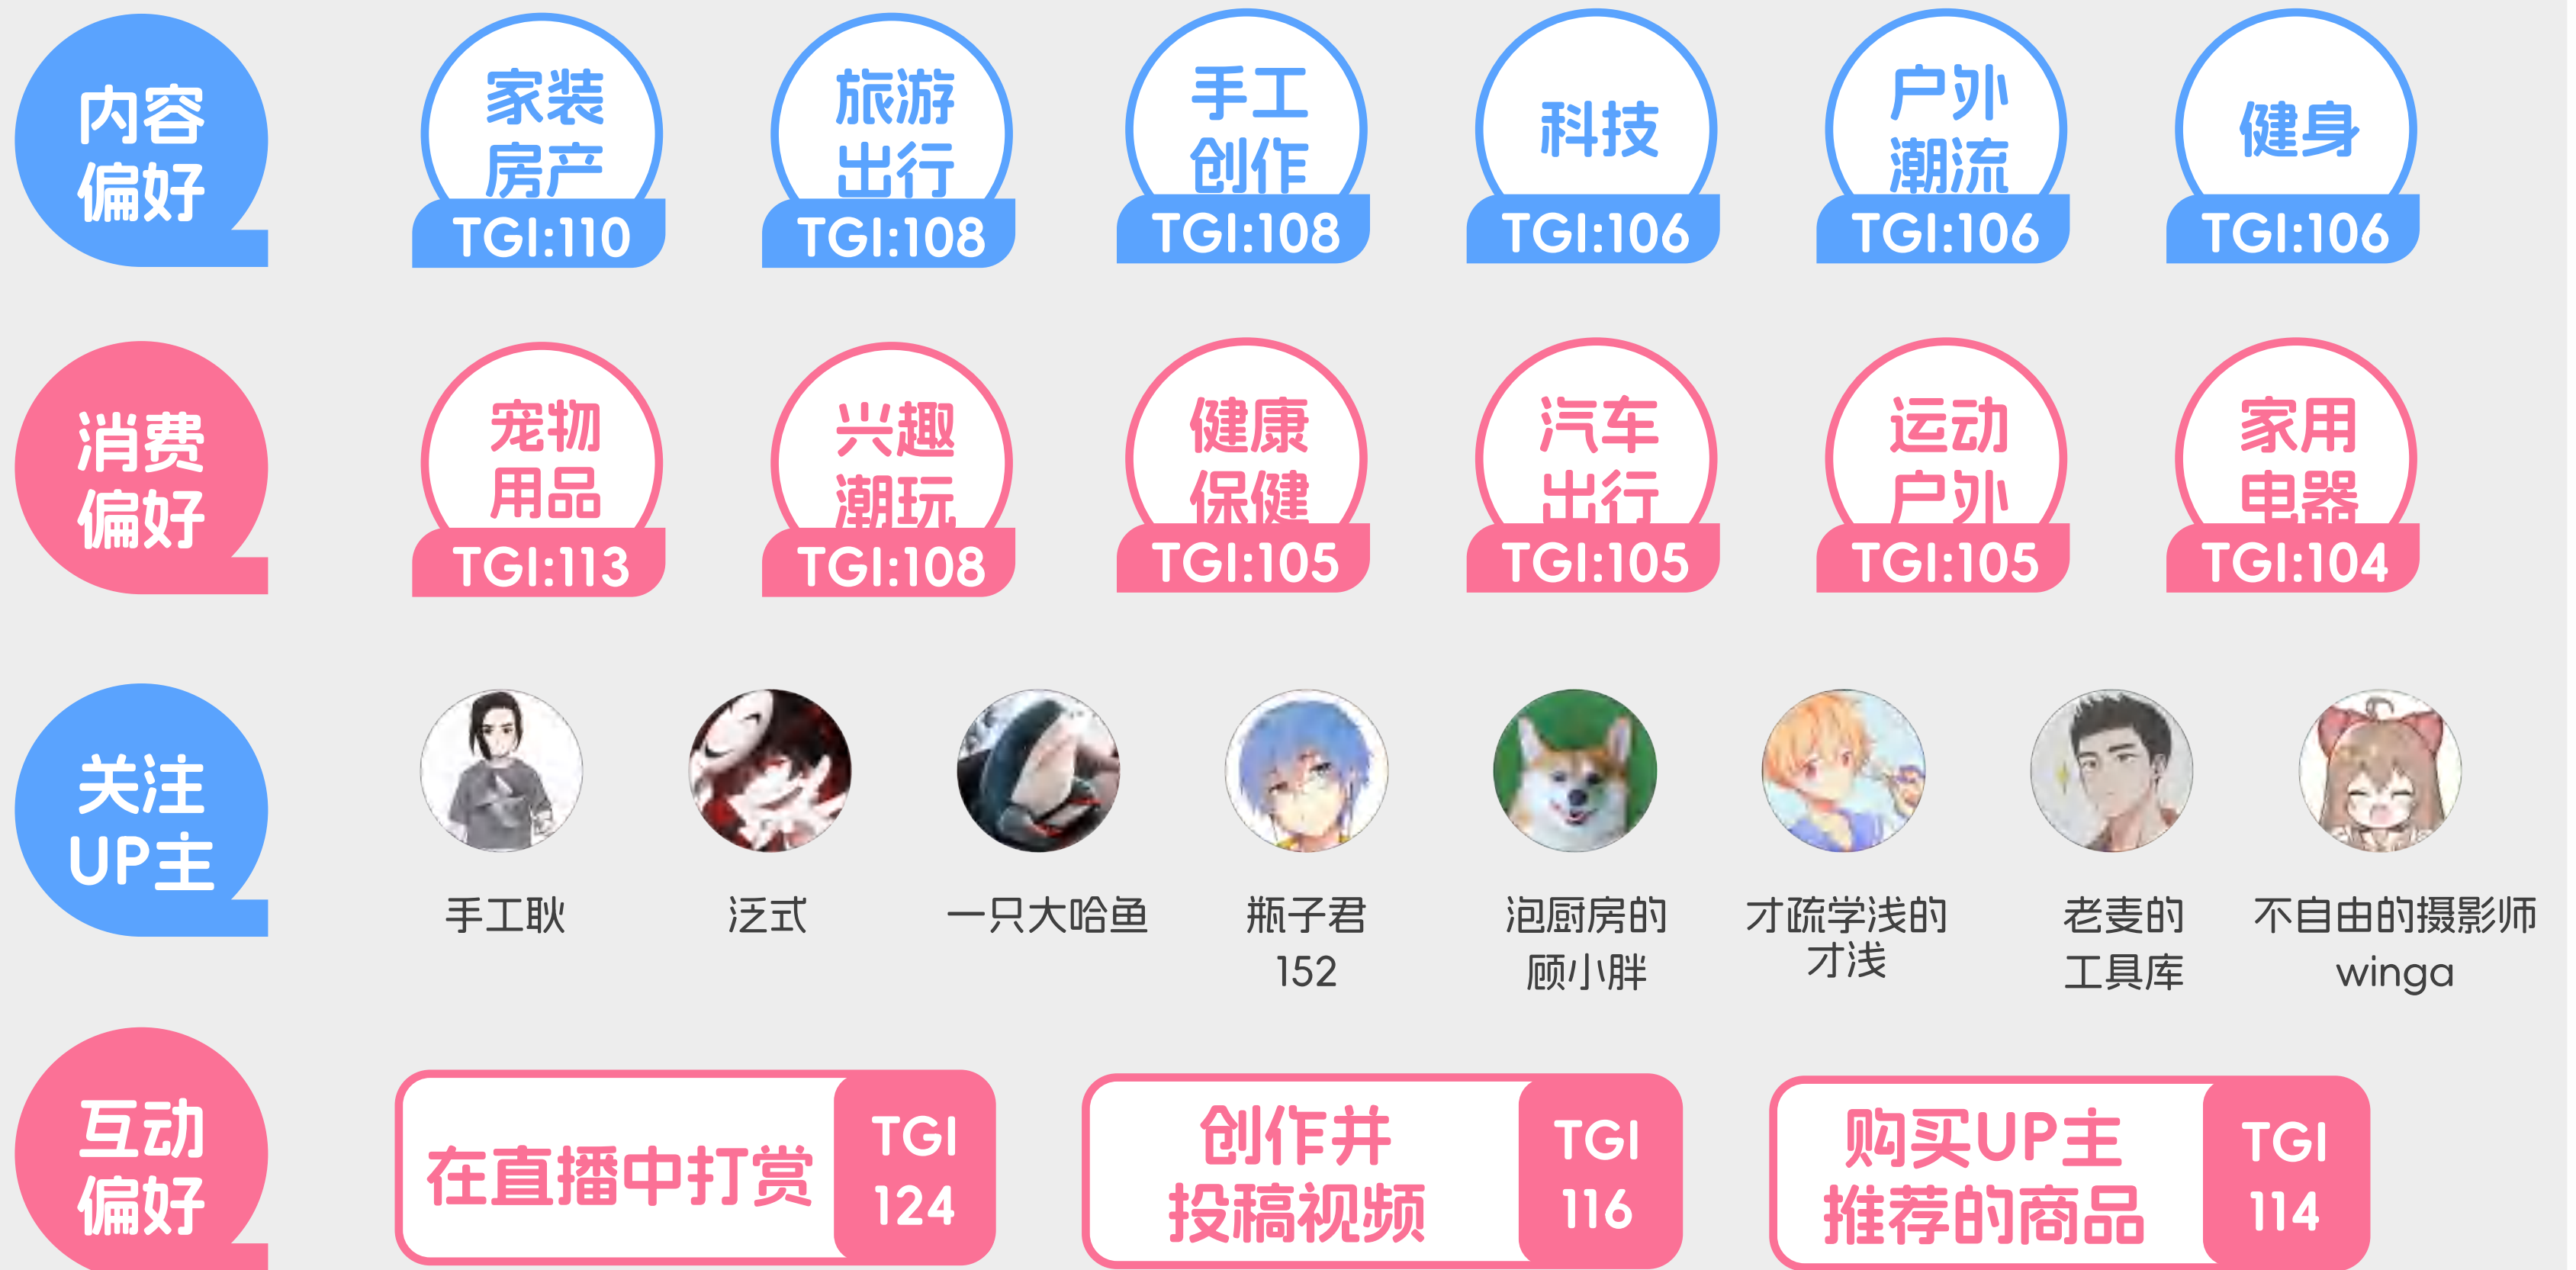 内容
偏好
家装
房产
TGI:110
旅游
出行
TGI:108
手工
创作
TGI:108
科技
TGI:106
户外
潮流
TGI:106
健身
TGI:106
消费
偏好
宠物
用品
TGI:113
兴趣
潮玩
TGI:108
健康
保健
TGI:105
汽车
出行
TGI:105
运动
户外
TGI:105
家用
电器
TGI:104
关注
UP主
手工耿
泛式
一只大哈鱼
瓶子君
152
泡厨房的
顾小胖
才疏学浅的
才浅
老麦的
工具库
不自由的摄影师
winga
互动
偏好
在直播中打赏
TGI
124
创作并
投稿视频
TGI
116
购买UP主
推荐的商品
TGI
114